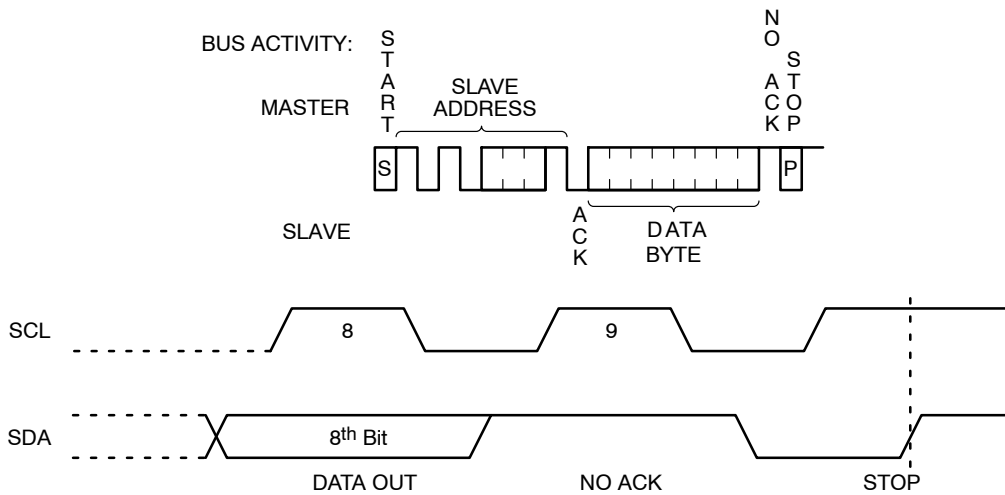 BUS ACTIVITY:
MASTER
START
SLAVE
ADDRESS
NO ACK
STOP
S
P
SLAVE
ACK
DATA
BYTE
SCL
8
9
SDA
8th Bit
DATA OUT
NO ACK
STOP